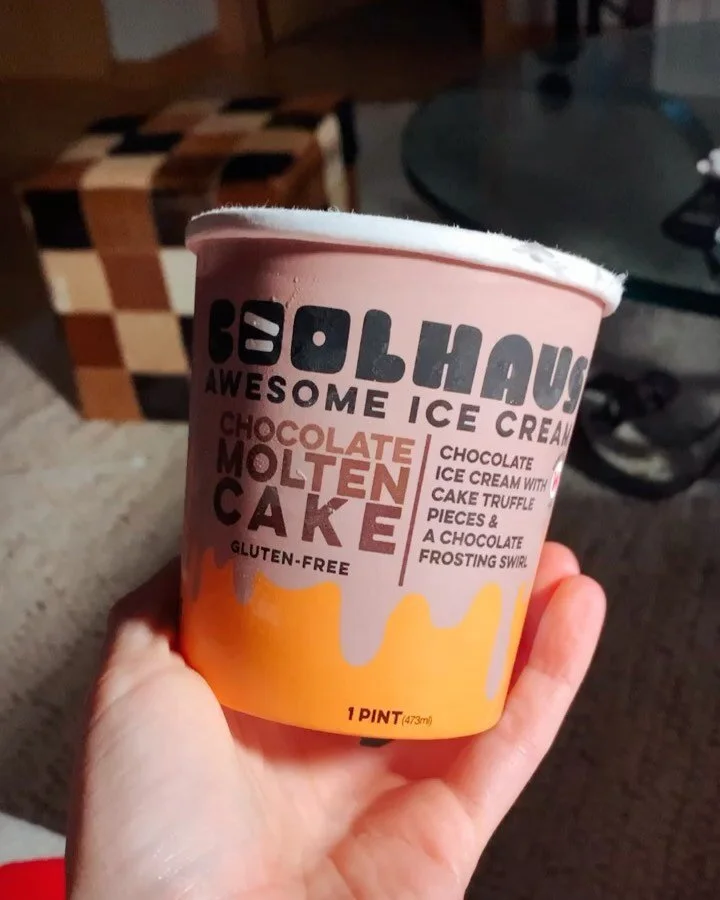 COOLHAUS
AWESOME ICE CREAM
CHOCOLATE
MOLTEN
CAKE
GLUTEN-FREE
CHOCOLATE
ICE CREAM WITH
CAKE TRUFFLE
PIECES &
A CHOCOLATE
FROSTING SWIRL
1 PINT (473ml)